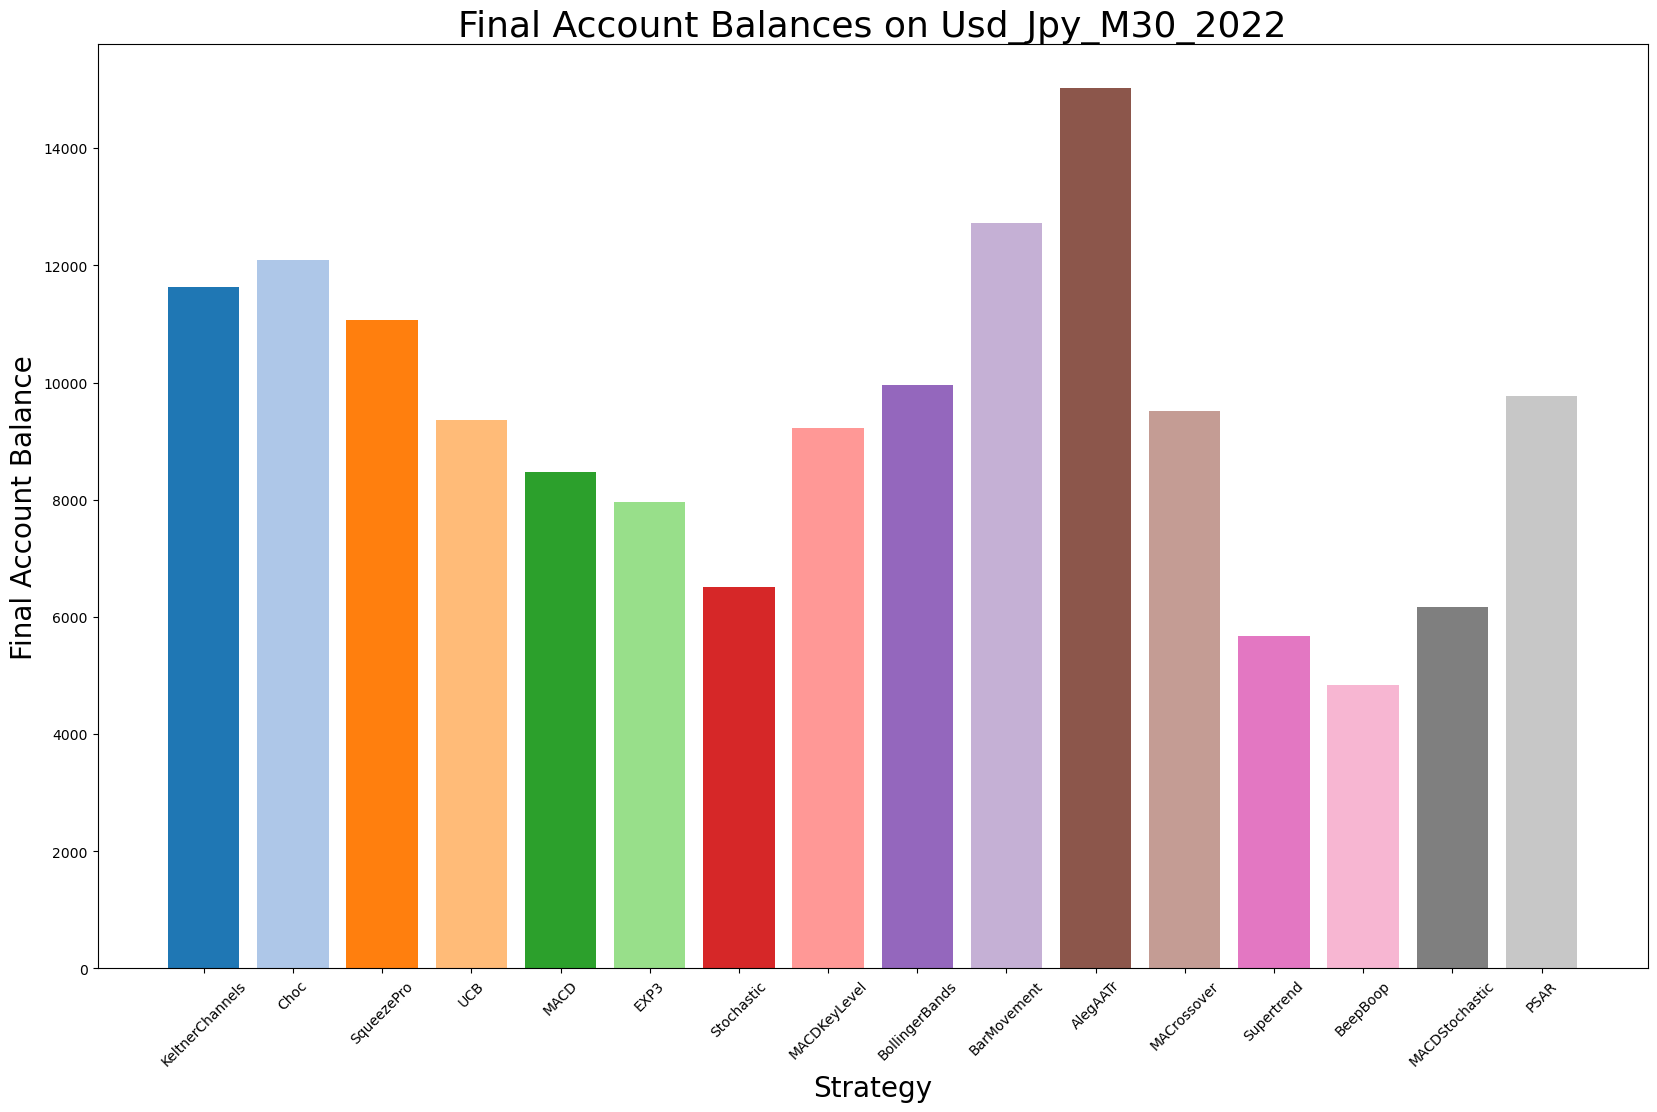 Final Account Balances on Usd_Jpy_M30_2022
Final Account Balance
14000
12000
10000
8000
6000
4000
2000
0
KeltnerChannels
Choc
SqueezePro
UCB
MACD
EXP3
Stochastic
MACDKeyLevel
BollingerBands
BarMovement
AlegAATr
MACrossover
Supertrend
BeepBoop
MACDStochastic
PSAR
Strategy